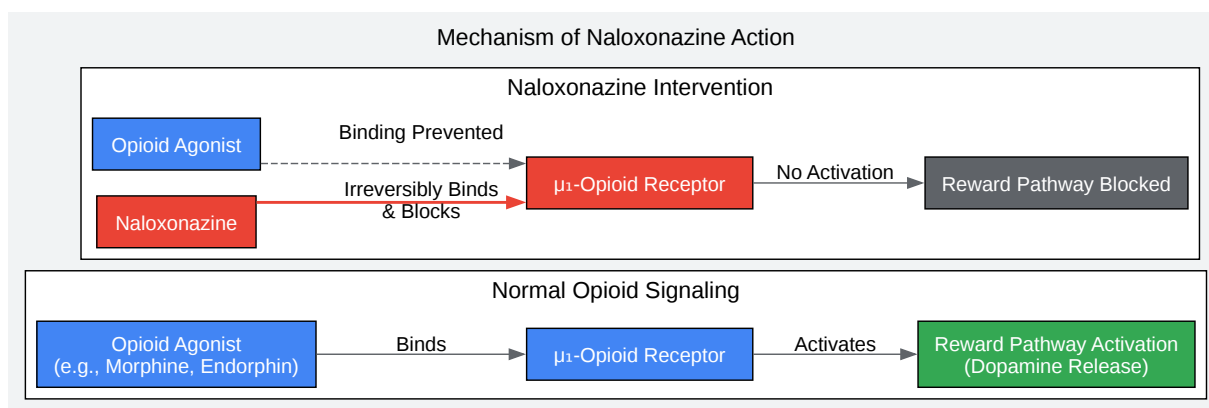 Mechanism of Naloxonazine Action
Naloxonazine Intervention
Opioid Agonist
Binding Prevented
Irreversibly Binds
& Blocks
Naloxonazine
μ₁-Opioid Receptor
No Activation
Reward Pathway Blocked
Normal Opioid Signaling
Opioid Agonist
(e.g., Morphine, Endorphin)
Binds
μ₁-Opioid Receptor
Activates
Reward Pathway Activation
(Dopamine Release)